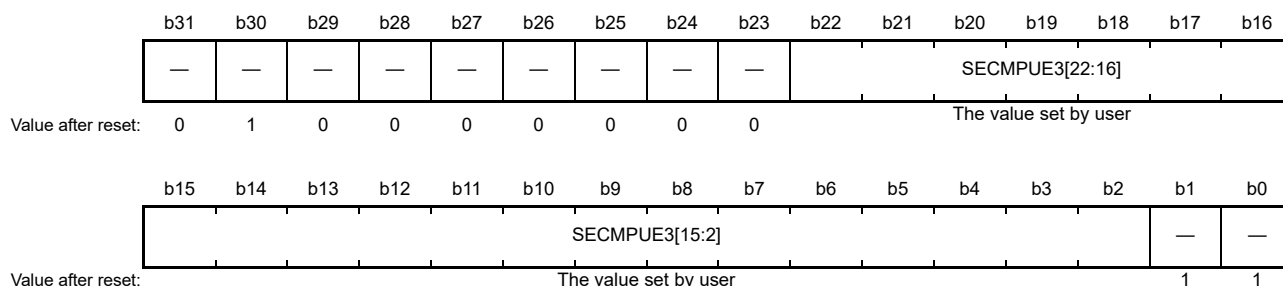 b31 b30 b29 b28 b27 b26 b25 b24 b23 b22 b21 b20 b19 b18 b17 b16
— — — — — — — — — SECMPUE3[22:16]
Value after reset: 0 1 0 0 0 0 0 0 0 The value set by user
b15 b14 b13 b12 b11 b10 b9 b8 b7 b6 b5 b4 b3 b2 b1 b0
SECMPUE3[15:2] — —
Value after reset: The value set by user 1 1